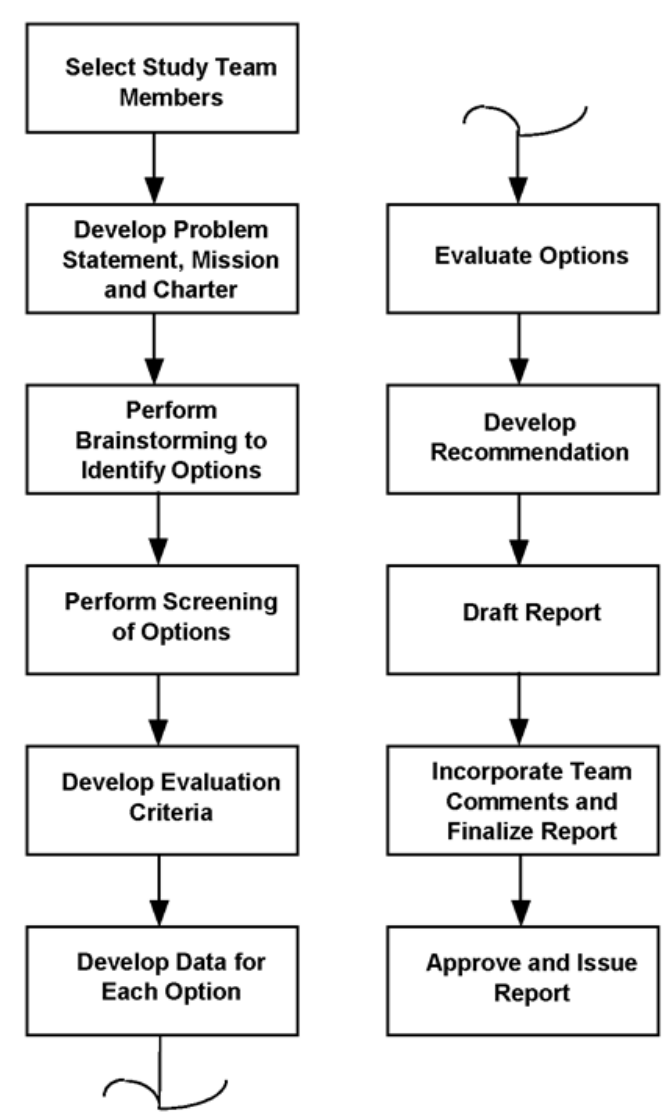 Select Study Team
Members
Develop Problem
Statement, Mission
and Charter
Perform
Brainstorming to
Identify Options
Perform Screening
of Options
Develop Evaluation
Criteria
Develop Data for
Each Option
Evaluate Options
Develop
Recommendation
Draft Report
Incorporate Team
Comments and
Finalize Report
Approve and Issue
Report